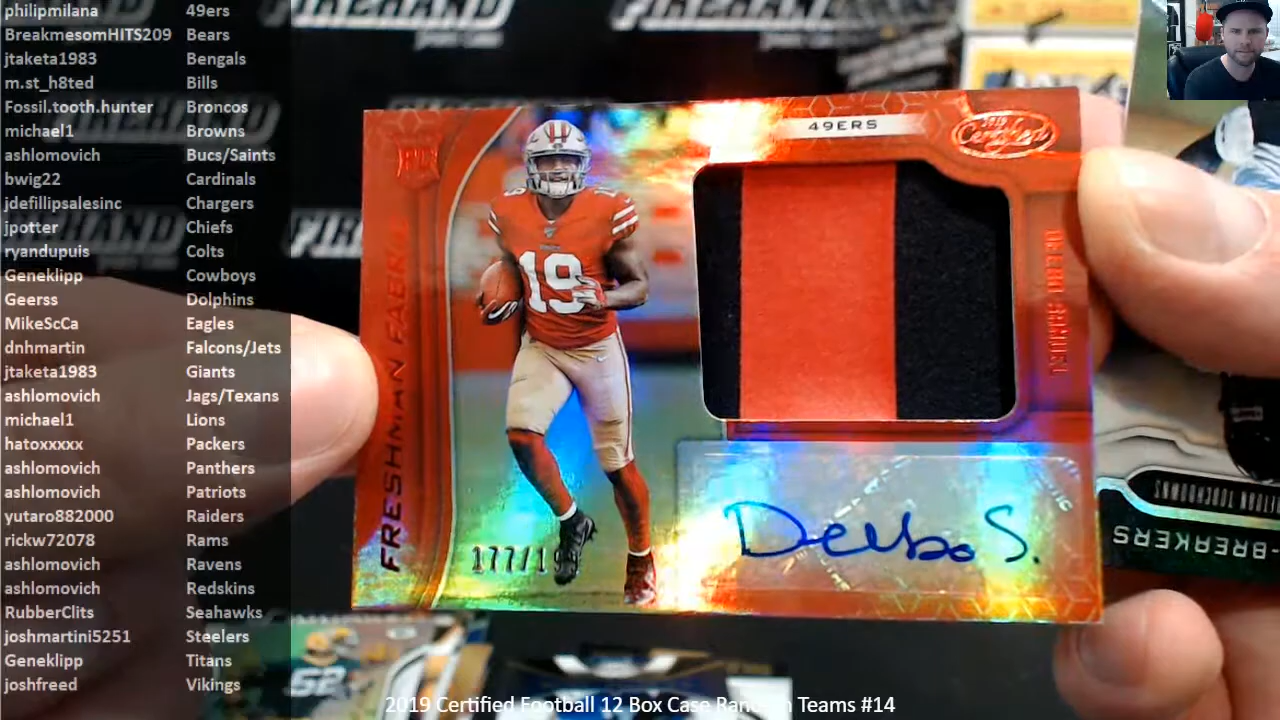 philipmilana 49ers
BreakmesomHITS209 Bears
jtaketa1983 Bengals
m.st_h8ted Bills
Fossil.tooth.hunter Broncos
michael1 Browns
ashlomovich Bucs/Saints
bwig22 Cardinals
jdefillipsalesinc Chargers
jpotter Chiefs
ryandupuis Colts
Geneklipp Cowboys
Geerss Dolphins
MikeScCa Eagles
dnhmartin Falcons/Jets
jtaketa1983 Giants
ashlomovich Jags/Texans
michael1 Lions
hatoxxxxx Packers
ashlomovich Panthers
ashlomovich Patriots
yutaro882000 Raiders
rickw72078 Rams
ashlomovich Ravens
ashlomovich Redskins
RubberClits Seahawks
joshmartini5251 Steelers
Geneklipp Titans
joshfreed Vikings
FIREHAND
49ERS
Certified
FRESHMAN FABRIC
19
DEEBO SAMUEL
Deebo S.
177/199
-BREAKERS
52
2019 Certified Football 12 Box Case Random Teams #14